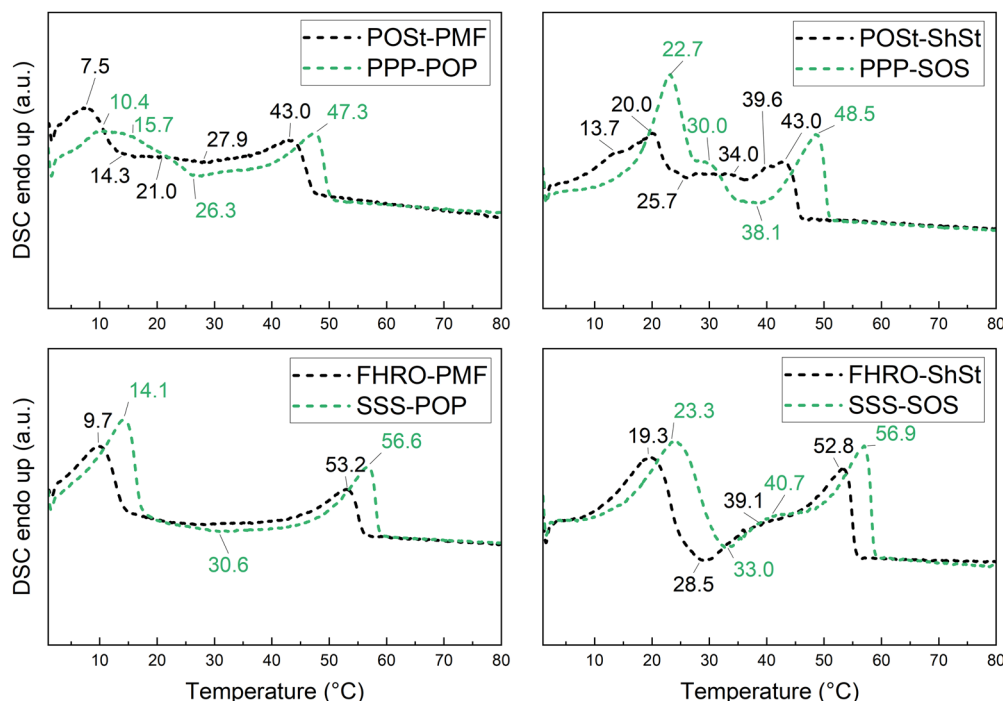 DSC endo up (a.u.)
POSt-PMF
PPP-POP
7.5
10.4
15.7
14.3
21.0
27.9
26.3
43.0
47.3
10 20 30 40 50 60 70 80
POSt-ShSt
PPP-SOS
22.7
20.0
13.7
30.0
25.7
34.0
39.6
43.0
48.5
38.1
10 20 30 40 50 60 70 80
DSC endo up (a.u.)
FHRO-PMF
SSS-POP
14.1
9.7
56.6
53.2
30.6
10 20 30 40 50 60 70 80
Temperature (°C)
FHRO-ShSt
SSS-SOS
23.3
19.3
52.8
56.9
39.1
40.7
28.5
33.0
10 20 30 40 50 60 70 80
Temperature (°C)